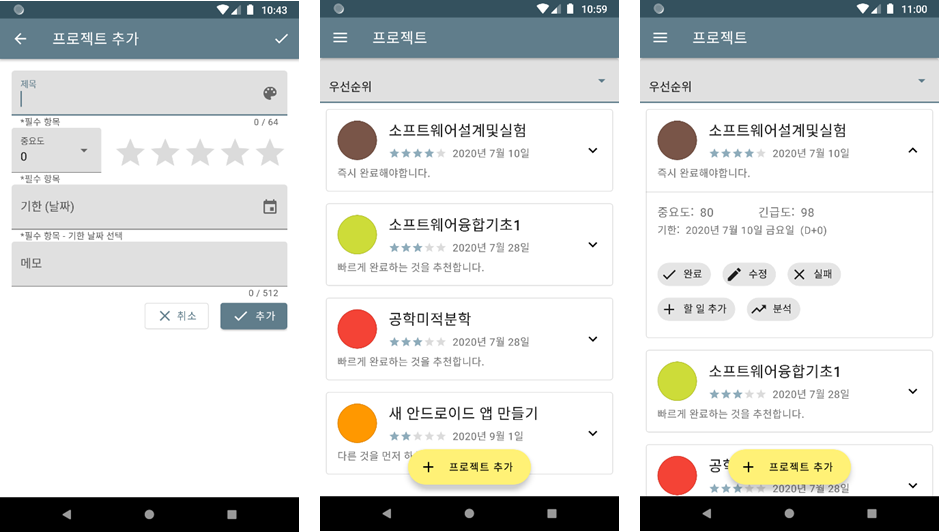 10:43
프로젝트 추가
제목
*필수 항목
0 / 64
중요도
0
*필수 항목
기한 (날짜)
*필수 항목 - 기한 날짜 선택
메모
0 / 512
취소
추가
10:59
프로젝트
우선순위
소프트웨어설계및실험
2020년 7월 10일
즉시 완료해야합니다.
소프트웨어융합기초1
2020년 7월 28일
빠르게 완료하는 것을 추천합니다.
공학미적분학
2020년 7월 28일
빠르게 완료하는 것을 추천합니다.
새 안드로이드 앱 만들기
2020년 9월 1일
다른 것을 먼저
프로젝트 추가
11:00
프로젝트
우선순위
소프트웨어설계및실험
2020년 7월 10일
즉시 완료해야합니다.
중요도: 80 긴급도: 98
기한: 2020년 7월 10일 금요일 (D+0)
완료 수정 실패
할 일 추가 분석
소프트웨어융합기초1
2020년 7월 28일
빠르게 완료하는 것을 추천합니다.
2020년 7월 28일
프로젝트 추가